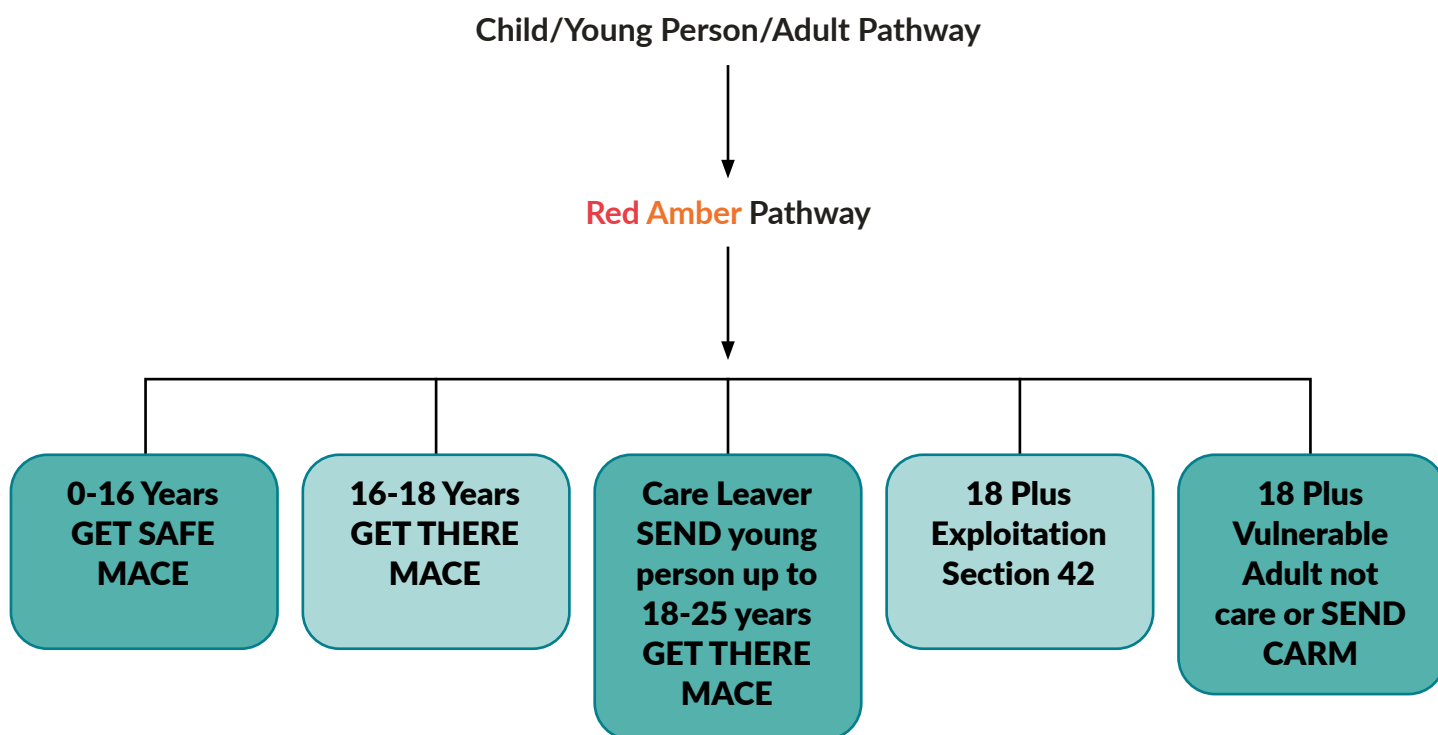 Child/Young Person/Adult Pathway
Red Amber Pathway
0-16 Years
GET SAFE
MACE
16-18 Years
GET THERE
MACE
Care Leaver
SEND young
person up to
18-25 years
GET THERE
MACE
18 Plus
Exploitation
Section 42
18 Plus
Vulnerable
Adult not
care or SEND
CARM